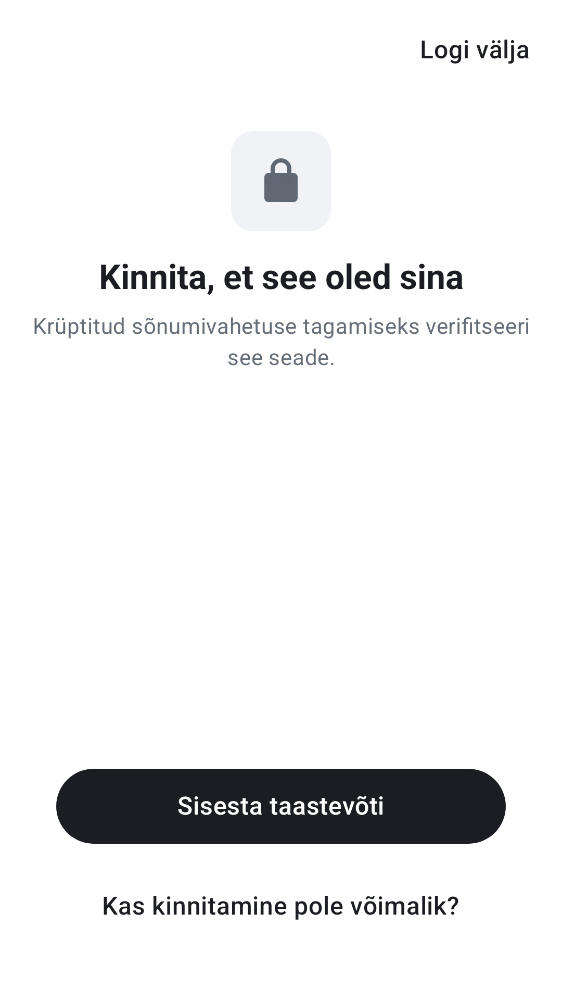 Logi välja
Kinnita, et see oled sina
Krüptitud sõnumivahetuse tagamiseks verifitseeri
see seade.
Sisesta taastevõti
Kas kinnitamine pole võimalik?